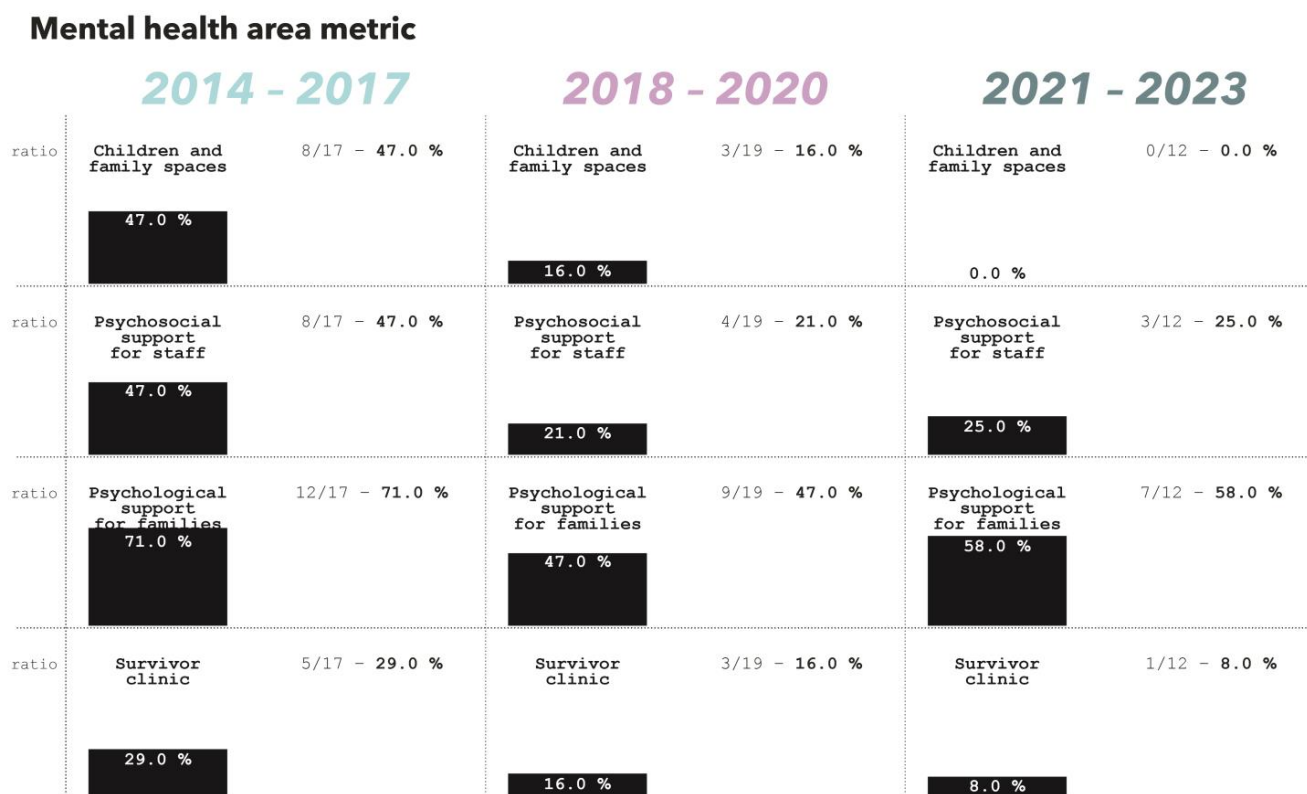 Mental health area metric
2014 – 2017
2018 – 2020
2021 – 2023
ratio
Children and
family spaces
8/17 – 47.0 %
47.0 %
Children and
family spaces
3/19 – 16.0 %
16.0 %
Children and
family spaces
0/12 – 0.0 %
0.0 %
ratio
Psychosocial
support
for staff
8/17 – 47.0 %
47.0 %
Psychosocial
support
for staff
4/19 – 21.0 %
21.0 %
Psychosocial
support
for staff
3/12 – 25.0 %
25.0 %
ratio
Psychological
support
for families
12/17 – 71.0 %
71.0 %
Psychological
support
for families
9/19 – 47.0 %
47.0 %
Psychological
support
for families
7/12 – 58.0 %
58.0 %
ratio
Survivor
clinic
5/17 – 29.0 %
29.0 %
Survivor
clinic
3/19 – 16.0 %
16.0 %
Survivor
clinic
1/12 – 8.0 %
8.0 %